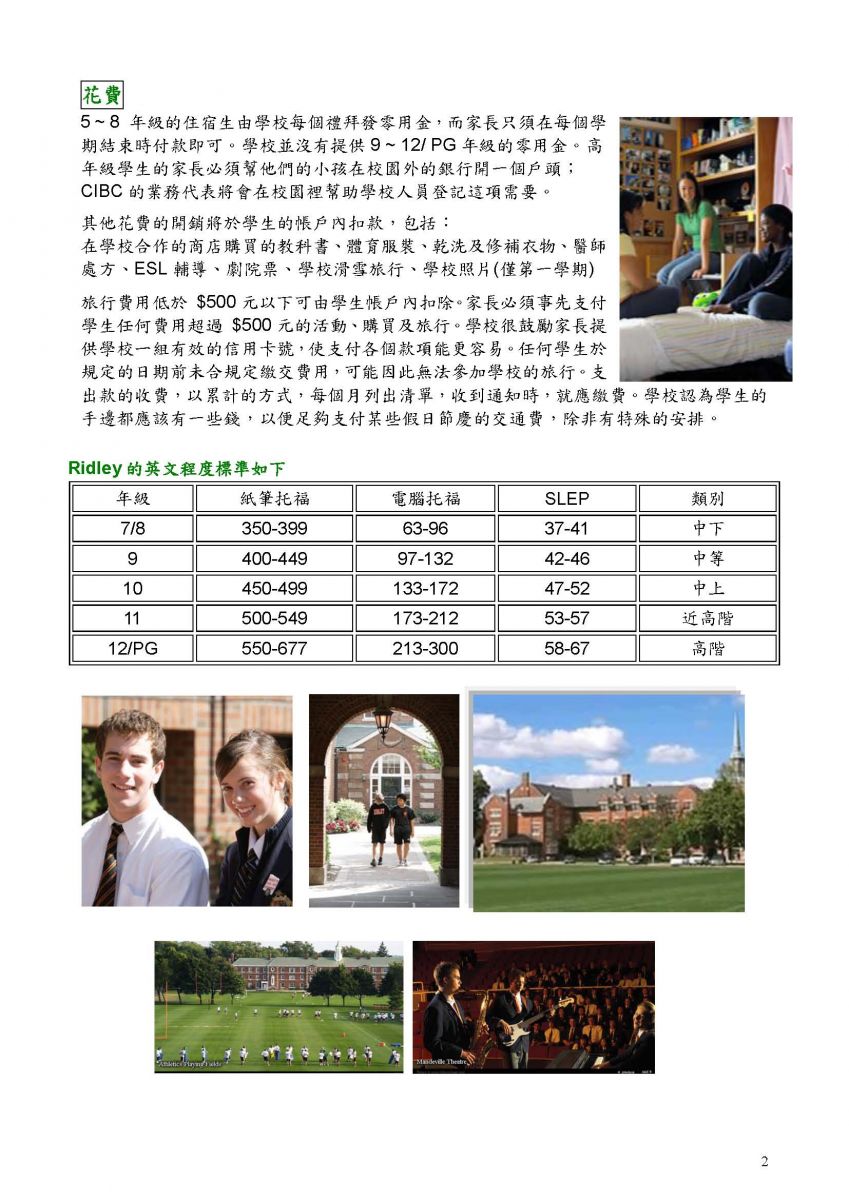 花費
5 ~ 8 年級的住宿生由學校每個禮拜發零用金，而家長只須在每個學
期結束時付款即可。學校並沒有提供 9 ~ 12/ PG 年級的零用金。高
年級學生的家長必須幫他們的小孩在校園外的銀行開一個戶頭；
CIBC 的業務代表將會在校園裡幫助學校人員登記這項需要。
其他花費的開銷將於學生的帳戶內扣款，包括：
在學校合作的商店購買的教科書、體育服裝、乾洗及修補衣物、醫師
處方、ESL 輔導、劇院票、學校滑雪旅行、學校照片(僅第一學期)
旅行費用低於 $500 元以下可由學生帳戶內扣除。家長必須事先支付
學生任何費用超過 $500 元的活動、購買及旅行。學校很鼓勵家長提
供學校一組有效的信用卡號，使支付各個款項能更容易。任何學生於
規定的日期前未合規定繳交費用，可能因此無法參加學校的旅行。支
出款的收費，以累計的方式，每個月列出清單，收到通知時，就應繳費。學校認為學生的
手邊都應該有一些錢，以便足夠支付某些假日節慶的交通費，除非有特殊的安排。
Ridley 的英文程度標準如下
年級 紙筆托福 電腦托福 SLEP 類別
7/8 350-399 63-96 37-41 中下
9 400-449 97-132 42-46 中等
10 450-499 133-172 47-52 中上
11 500-549 173-212 53-57 近高階
12/PG 550-677 213-300 58-67 高階
Athletics Playing Fields
Mandeville Theatre
2